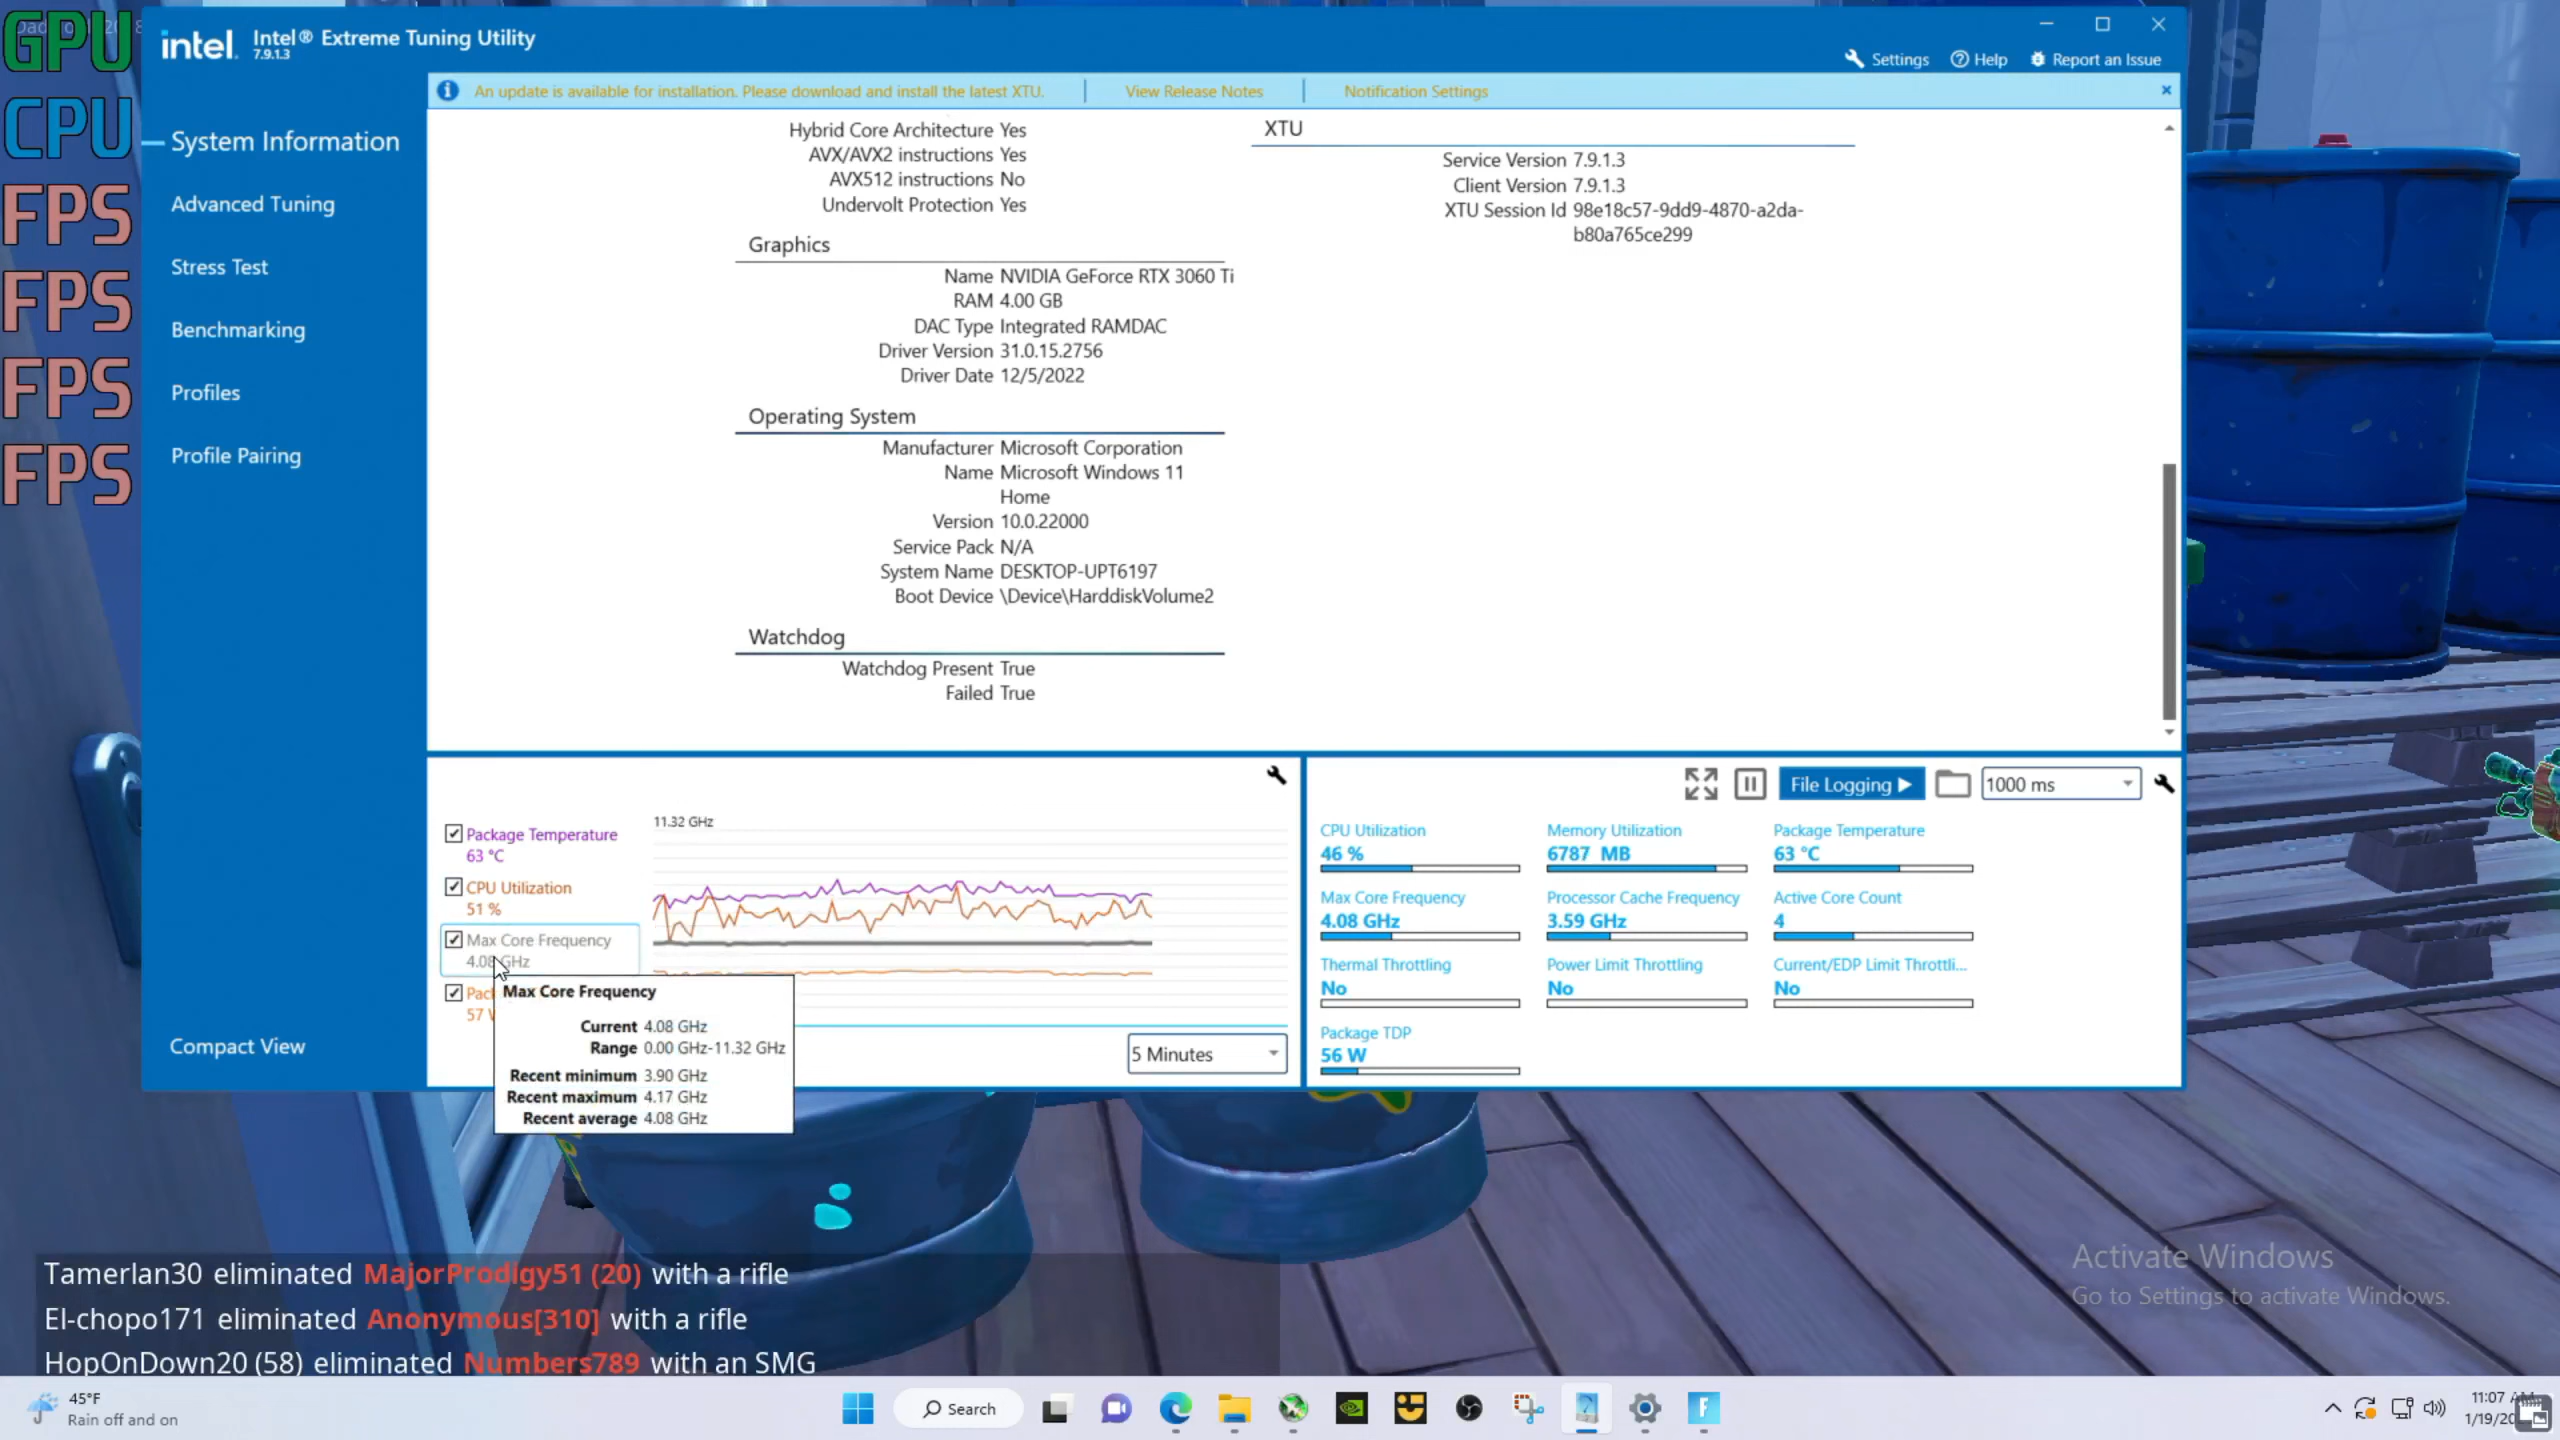 GPU
CPU
FPS
FPS
FPS
FPS
intel.
Intel® Extreme Tuning Utility
7.9.1.3
Settings
Help
Report an Issue
An update is available for installation. Please download and install the latest XTU.
View Release Notes
Notification Settings
System Information
Advanced Tuning
Stress Test
Benchmarking
Profiles
Profile Pairing
Compact View
Hybrid Core Architecture Yes
AVX/AVX2 instructions Yes
AVX512 instructions No
Undervolt Protection Yes
Graphics
Name NVIDIA GeForce RTX 3060 Ti
RAM 4.00 GB
DAC Type Integrated RAMDAC
Driver Version 31.0.15.2756
Driver Date 12/5/2022
Operating System
Manufacturer Microsoft Corporation
Name Microsoft Windows 11
Home
Version 10.0.22000
Service Pack N/A
System Name DESKTOP-UPT6197
Boot Device \Device\HarddiskVolume2
Watchdog
Watchdog Present True
Failed True
XTU
Service Version 7.9.1.3
Client Version 7.9.1.3
XTU Session Id 98e18c57-9dd9-4870-a2da-
b80a765ce299
Package Temperature
63 °C
CPU Utilization
51 %
Max Core Frequency
4.08 GHz
Pac
57
11.32 GHz
Max Core Frequency
Current 4.08 GHz
Range 0.00 GHz-11.32 GHz
Recent minimum 3.90 GHz
Recent maximum 4.17 GHz
Recent average 4.08 GHz
5 Minutes
File Logging
1000 ms
CPU Utilization
46 %
Memory Utilization
6787 MB
Package Temperature
63 °C
Max Core Frequency
4.08 GHz
Processor Cache Frequency
3.59 GHz
Active Core Count
4
Thermal Throttling
No
Power Limit Throttling
No
Current/EDP Limit Throttli...
No
Package TDP
56 W
Tamerlan30 eliminated MajorProdigy51 (20) with a rifle
El-chopo171 eliminated Anonymous[310] with a rifle
HopOnDown20 (58) eliminated Numbers789 with an SMG
Activate Windows
Go to Settings to activate Windows.
45°F
Rain off and on
Search
11:07
1/19/20